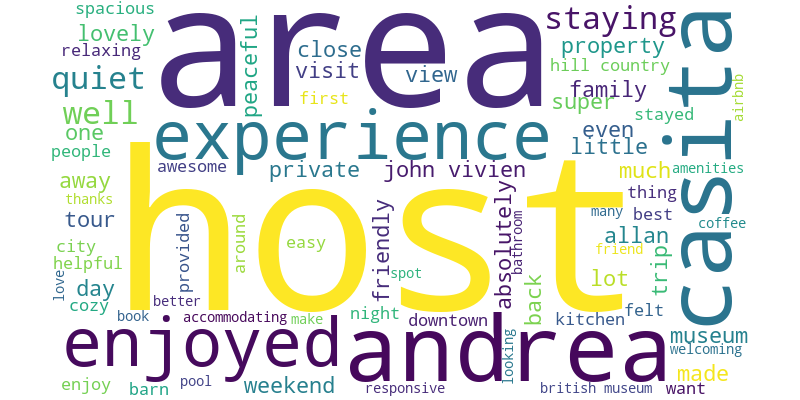 spacious
area
staying
casita
lovely
relaxing
peaceful
close
property
visit
view
hill country
quiet
first
family
airbnb
well
super
stayed
one
experience
even
people
little
awesome
private
john vivien
much
amenities
away
thing
thanks
host
absolutely
friendly
many
best
tour
provided
around
bathroom
coffee
city
easy
allan
friend
helpful
spot
tripn
love
day
back
lot
cozy
better
felt
book
accommodating
make
night
downtown
kitchen
enjoyed
andrea
looking
museum
welcoming
enjoy
barn
pool
weekend
responsive
british museum
made
want